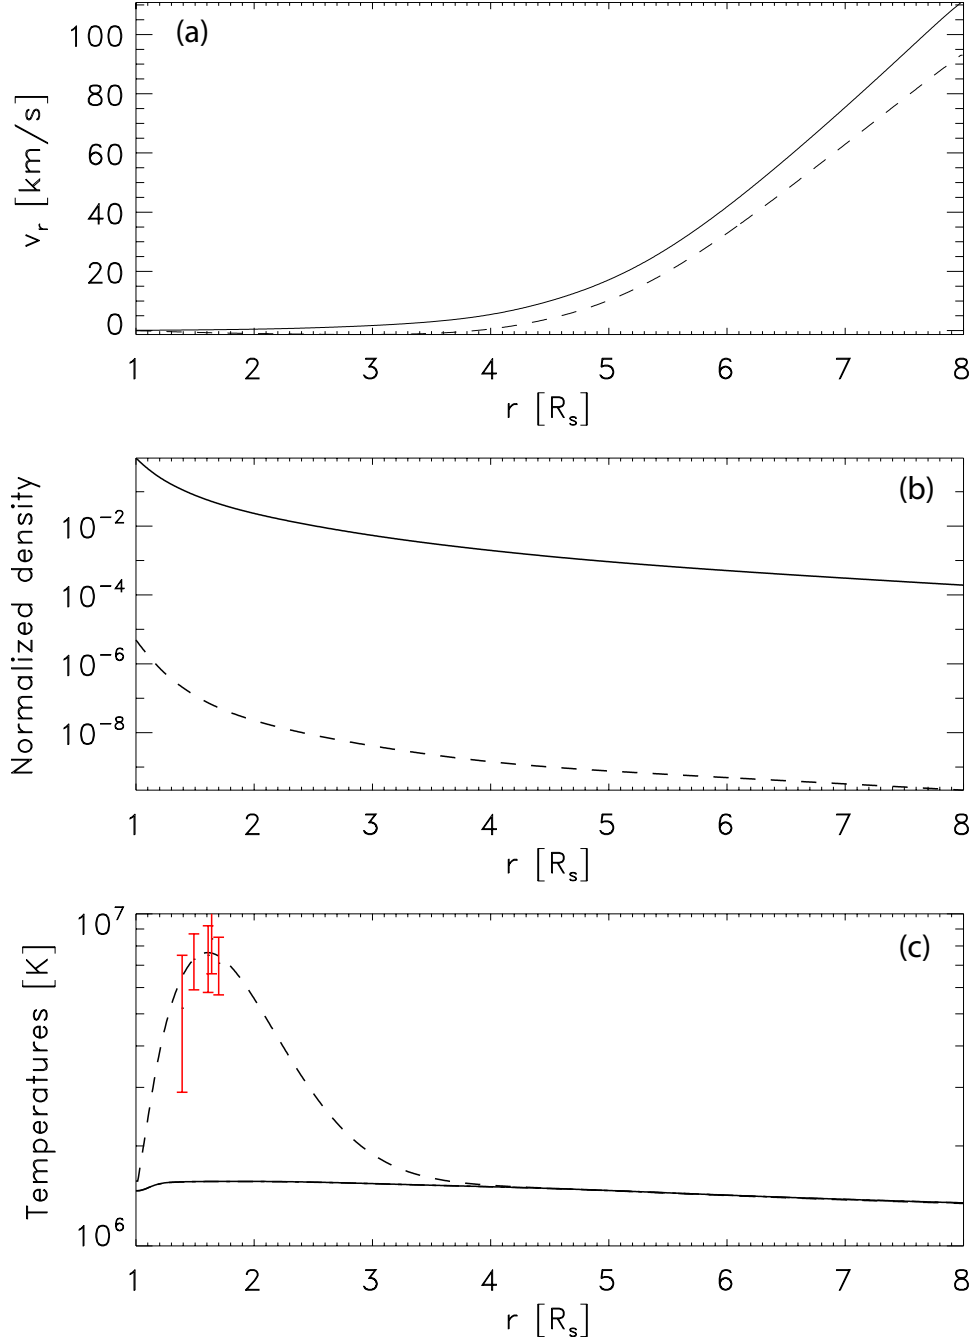 (a)
100
80
60
40
20
0
v_r [km/s]
1 2 3 4 5 6 7 8
r [R_s]
(b)
10^-2
10^-4
10^-6
10^-8
Normalized density
1 2 3 4 5 6 7 8
r [R_s]
(c)
10^7
10^6
Temperatures [K]
1 2 3 4 5 6 7 8
r [R_s]